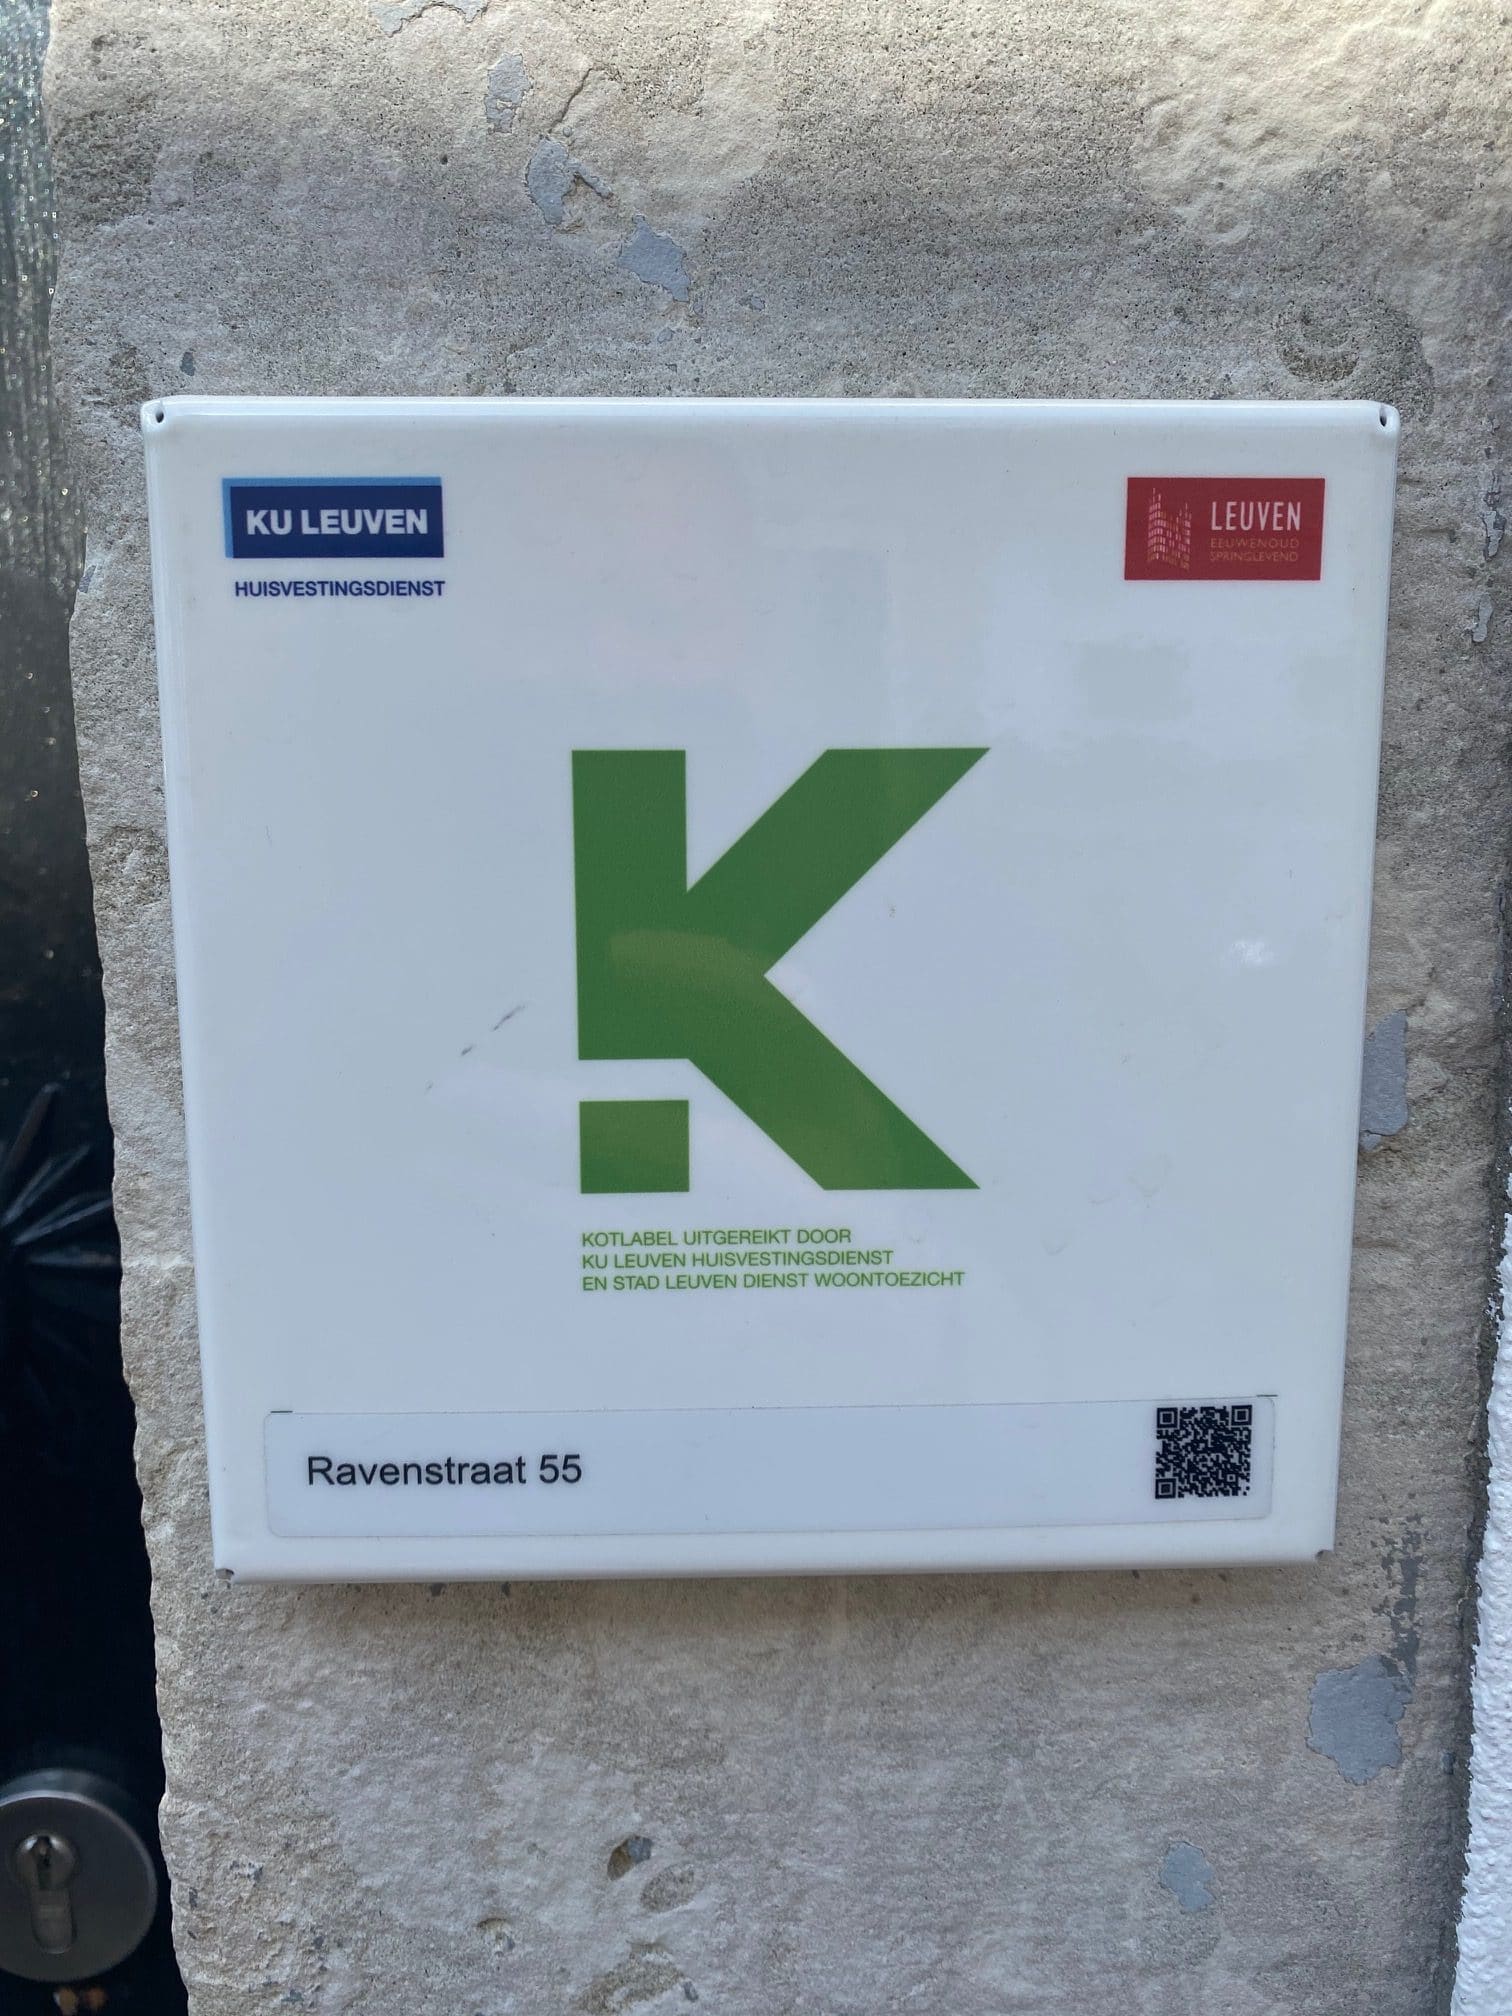 KU LEUVEN
HUISVESTINGSDIENST
LEUVEN
EEUWENOUD
SPRINGLEVEND
K
KOTLABEL UITGEREIKT DOOR
KU LEUVEN HUISVESTINGSDIENST
EN STAD LEUVEN DIENST WOONTOEZICHT
Ravenstraat 55